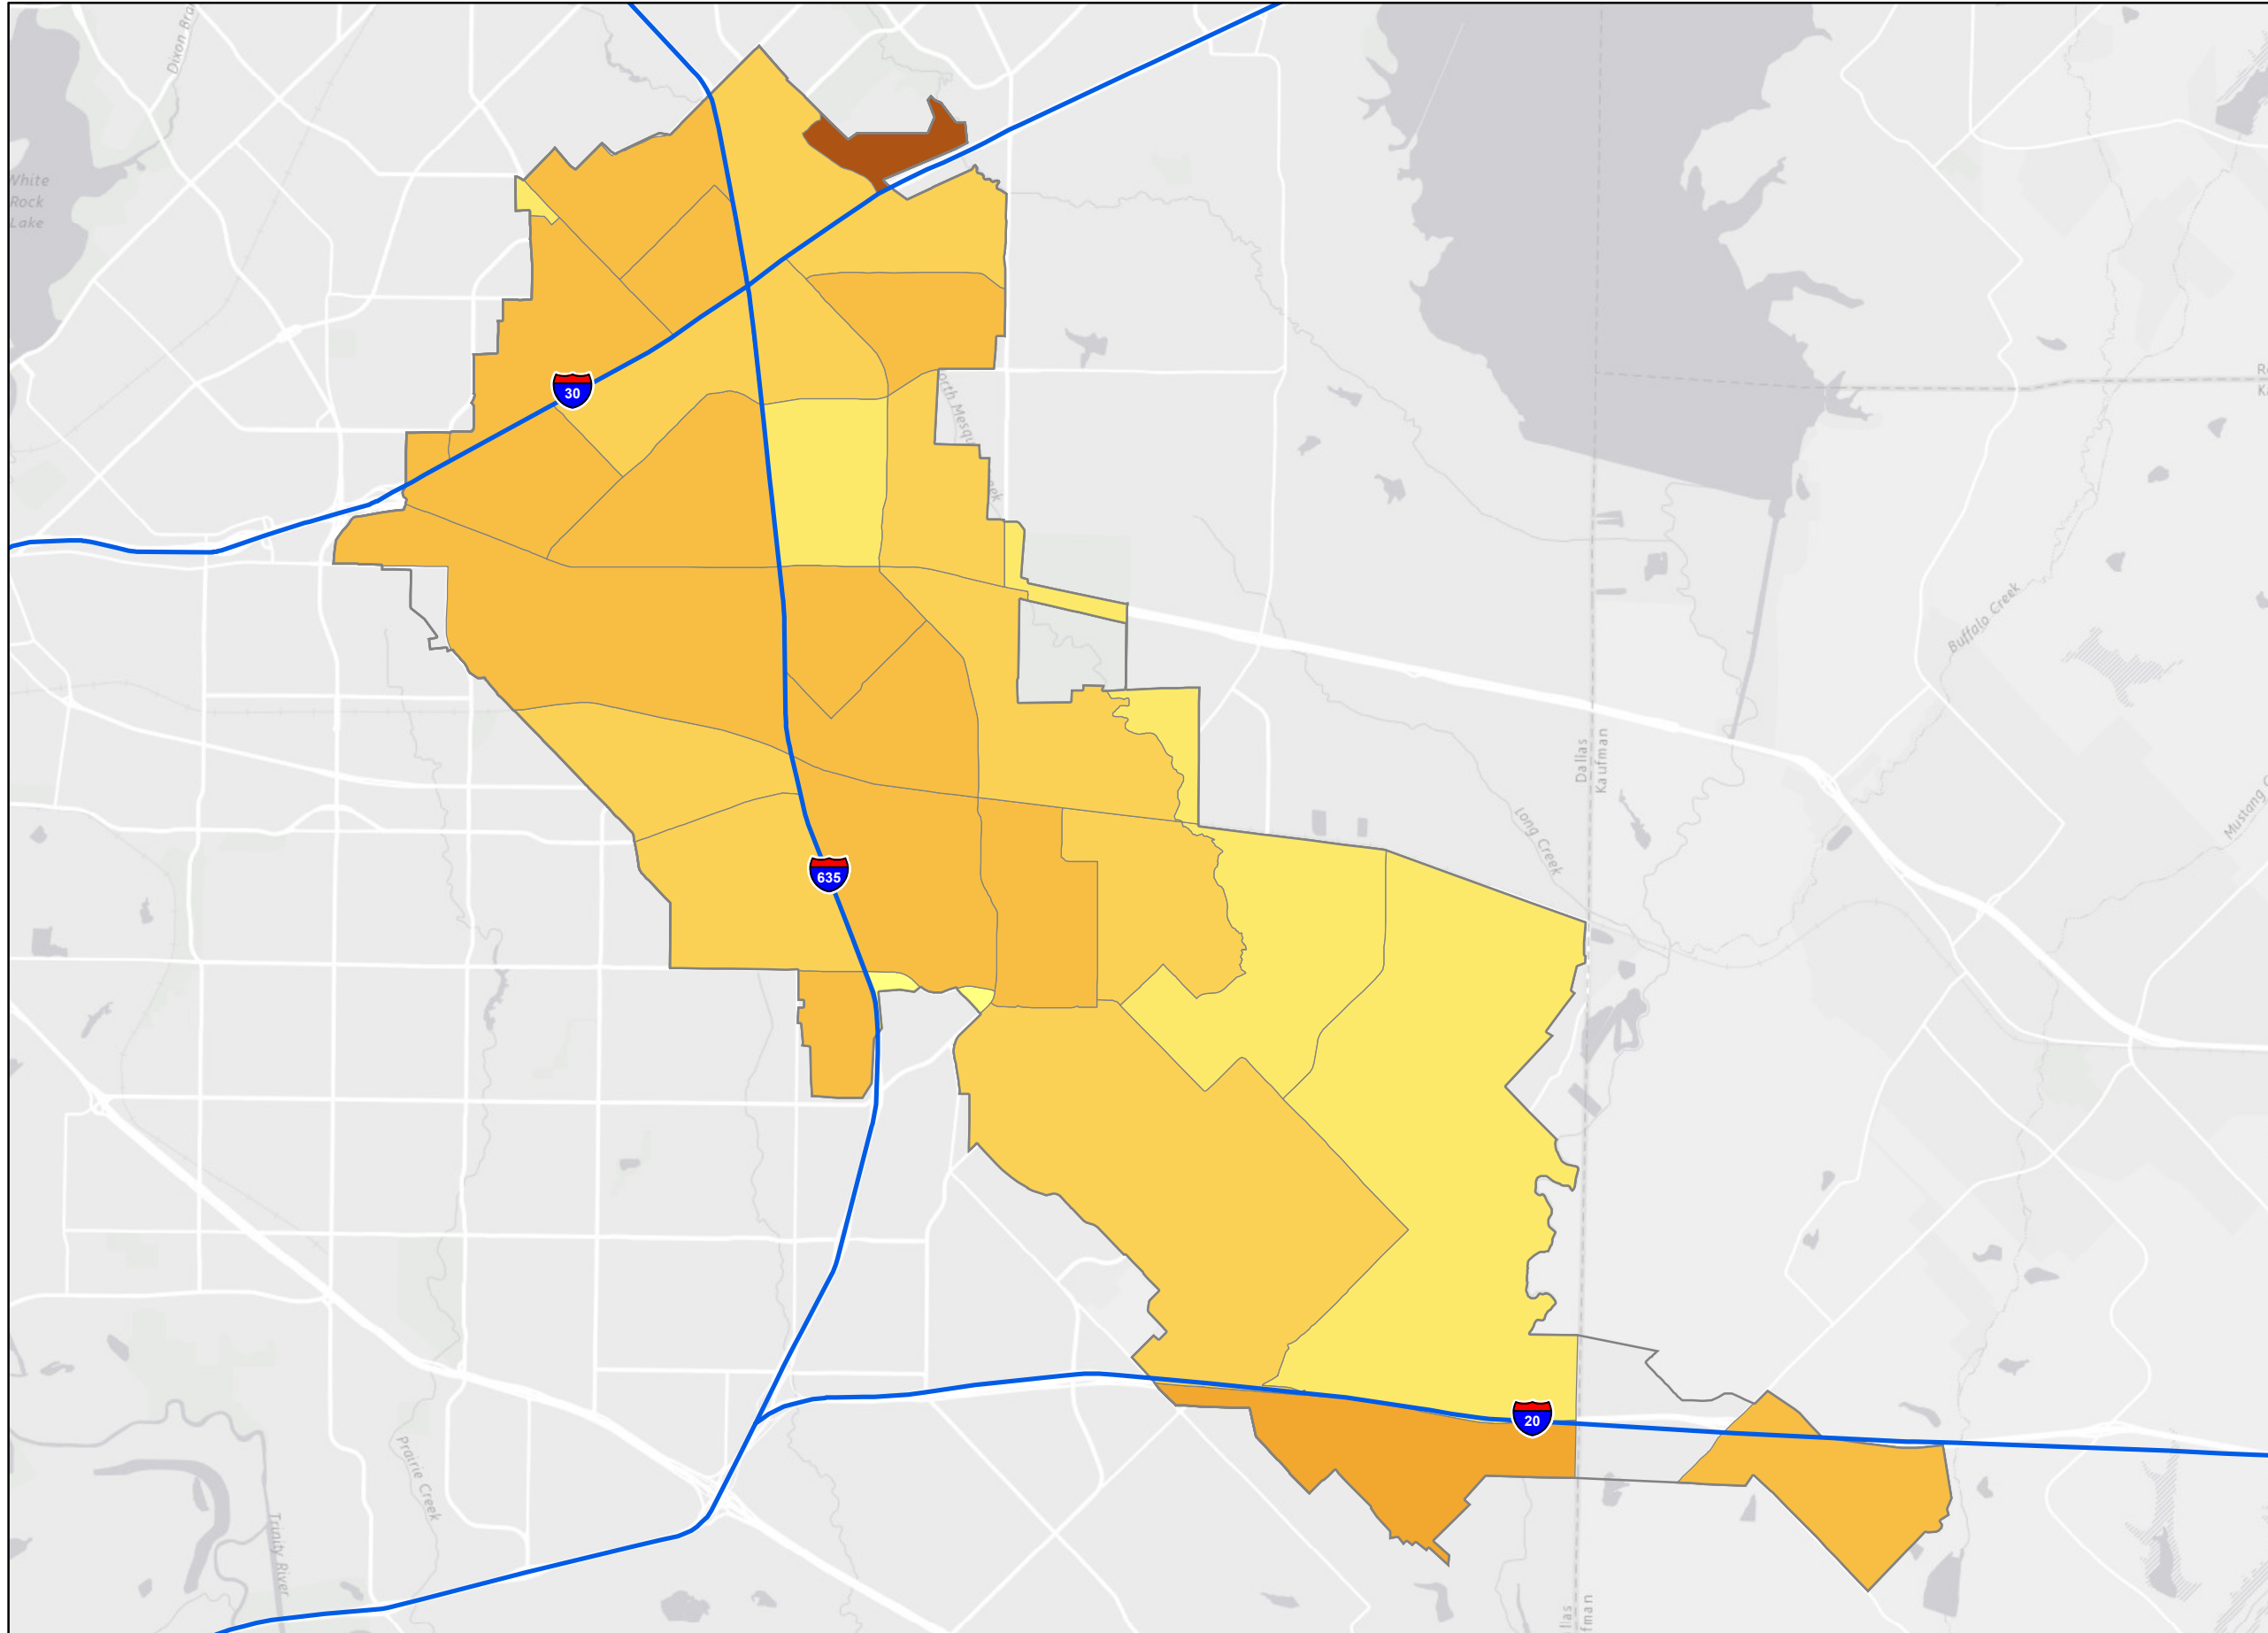 White
Rock
Lake
30
Dallas
Kaufman
Buffalo Creek
Long Creek
635
20
Prairie Creek
Trinity River